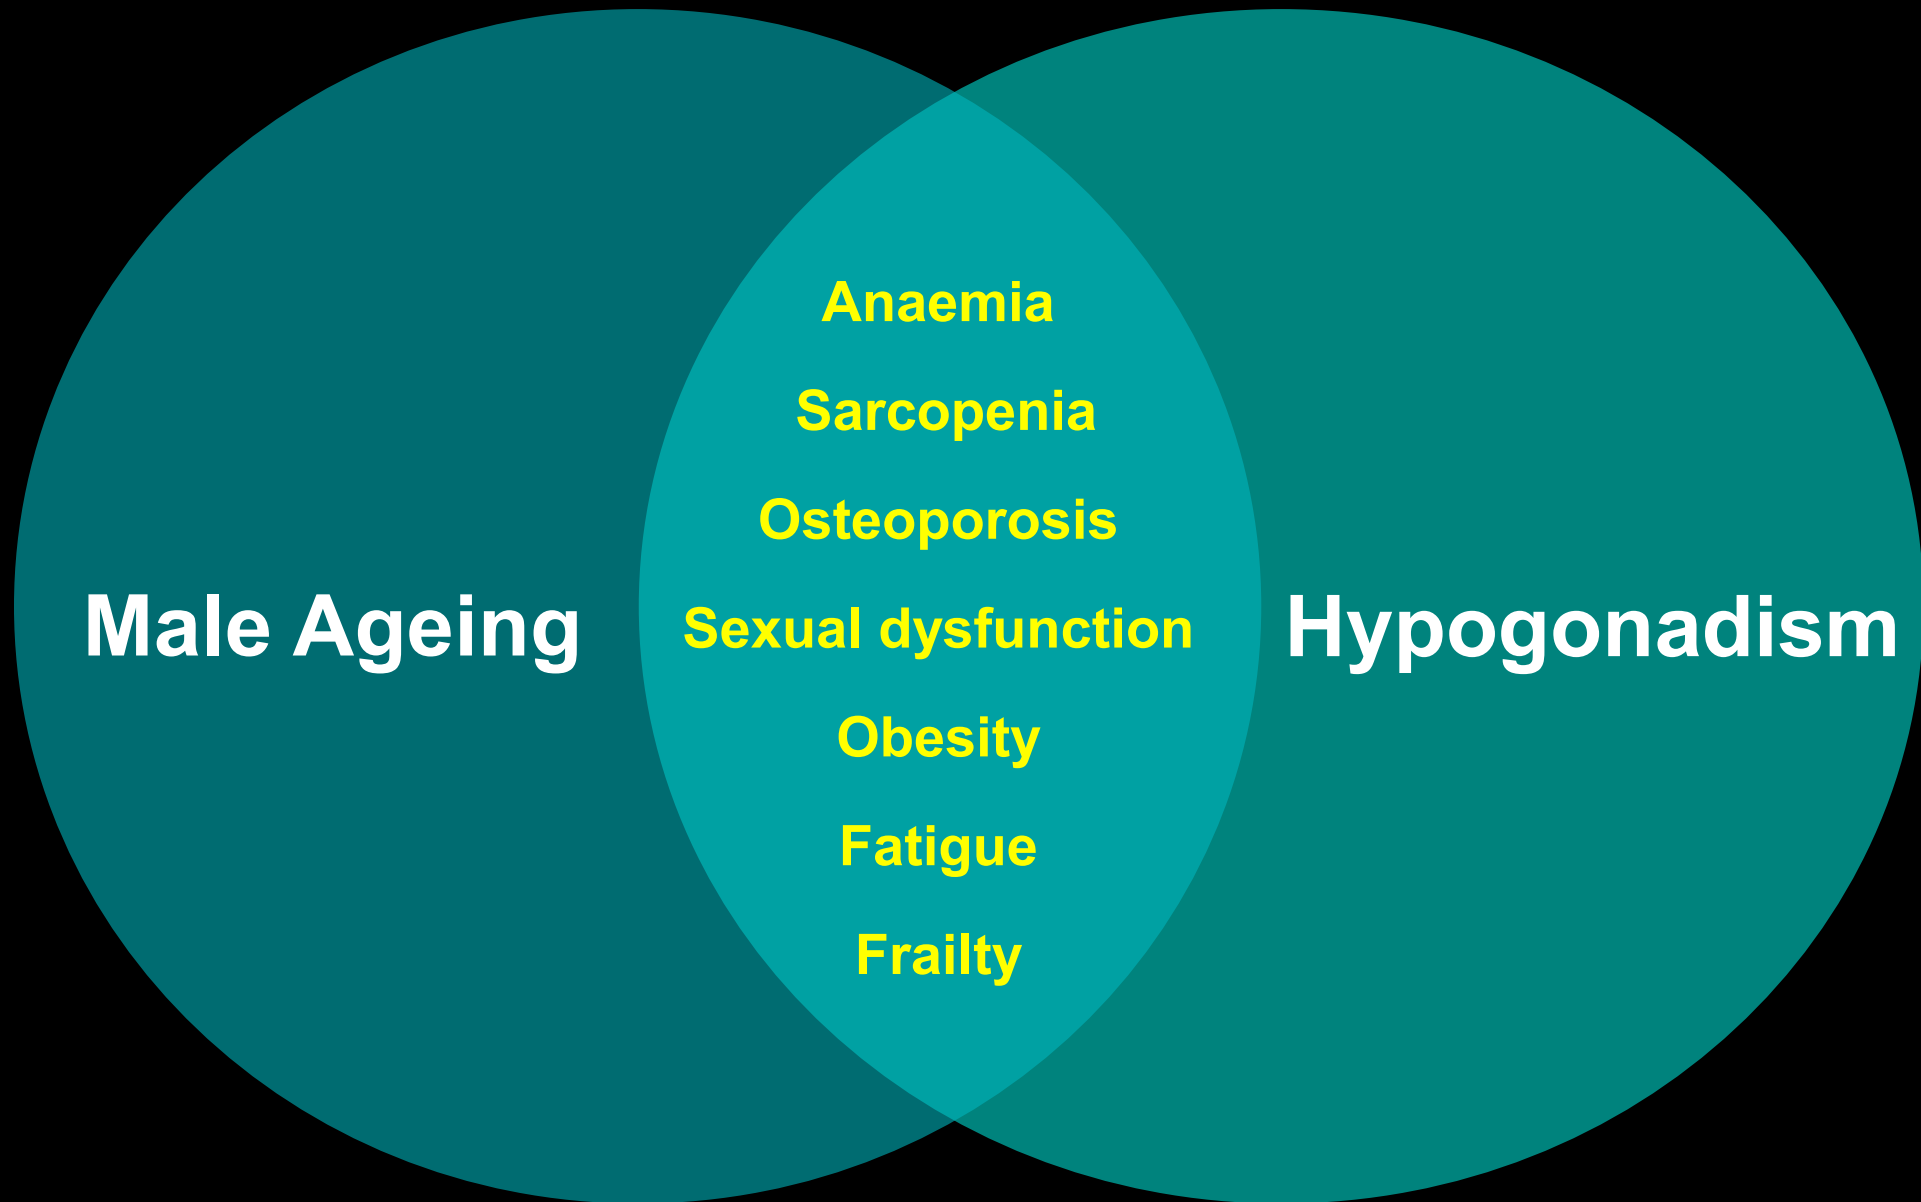 Anaemia
Sarcopenia
Osteoporosis
Male Ageing
Sexual dysfunction
Hypogonadism
Obesity
Fatigue
Frailty